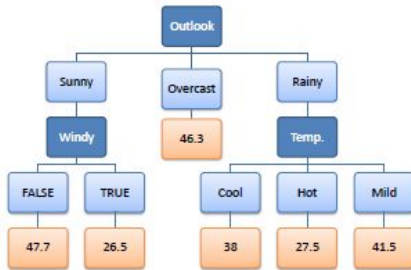 Outlook
Sunny Overcast Rainy
Windy 46.3 Temp.
FALSE TRUE Cool Hot Mild
47.7 26.5 38 27.5 41.5